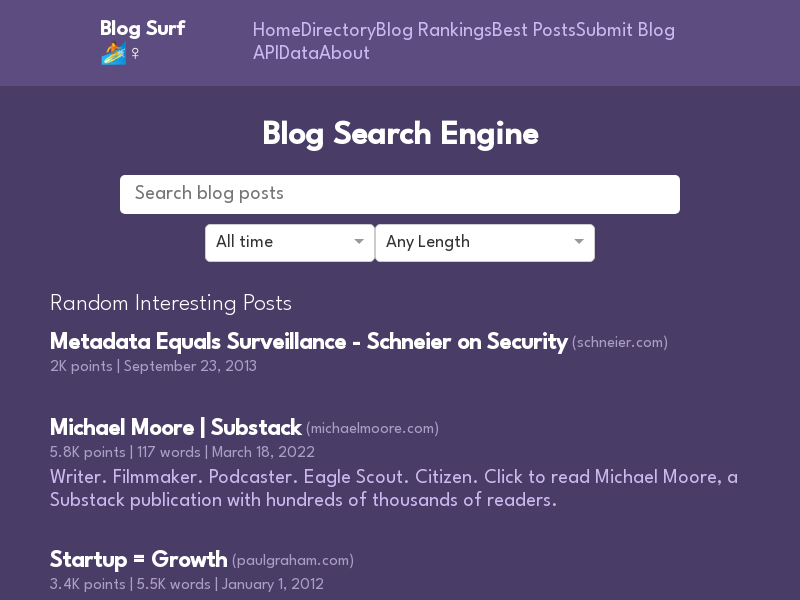 Blog Surf
🏄♀
HomeDirectoryBlog RankingsBest PostsSubmit Blog
APIDataAbout
Blog Search Engine
Search blog posts
All time
Any Length
Random Interesting Posts
Metadata Equals Surveillance - Schneier on Security (schneier.com)
2K points | September 23, 2013
Michael Moore | Substack (michaelmoore.com)
5.8K points | 117 words | March 18, 2022
Writer. Filmmaker. Podcaster. Eagle Scout. Citizen. Click to read Michael Moore, a
Substack publication with hundreds of thousands of readers.
Startup = Growth (paulgraham.com)
3.4K points | 5.5K words | January 1, 2012